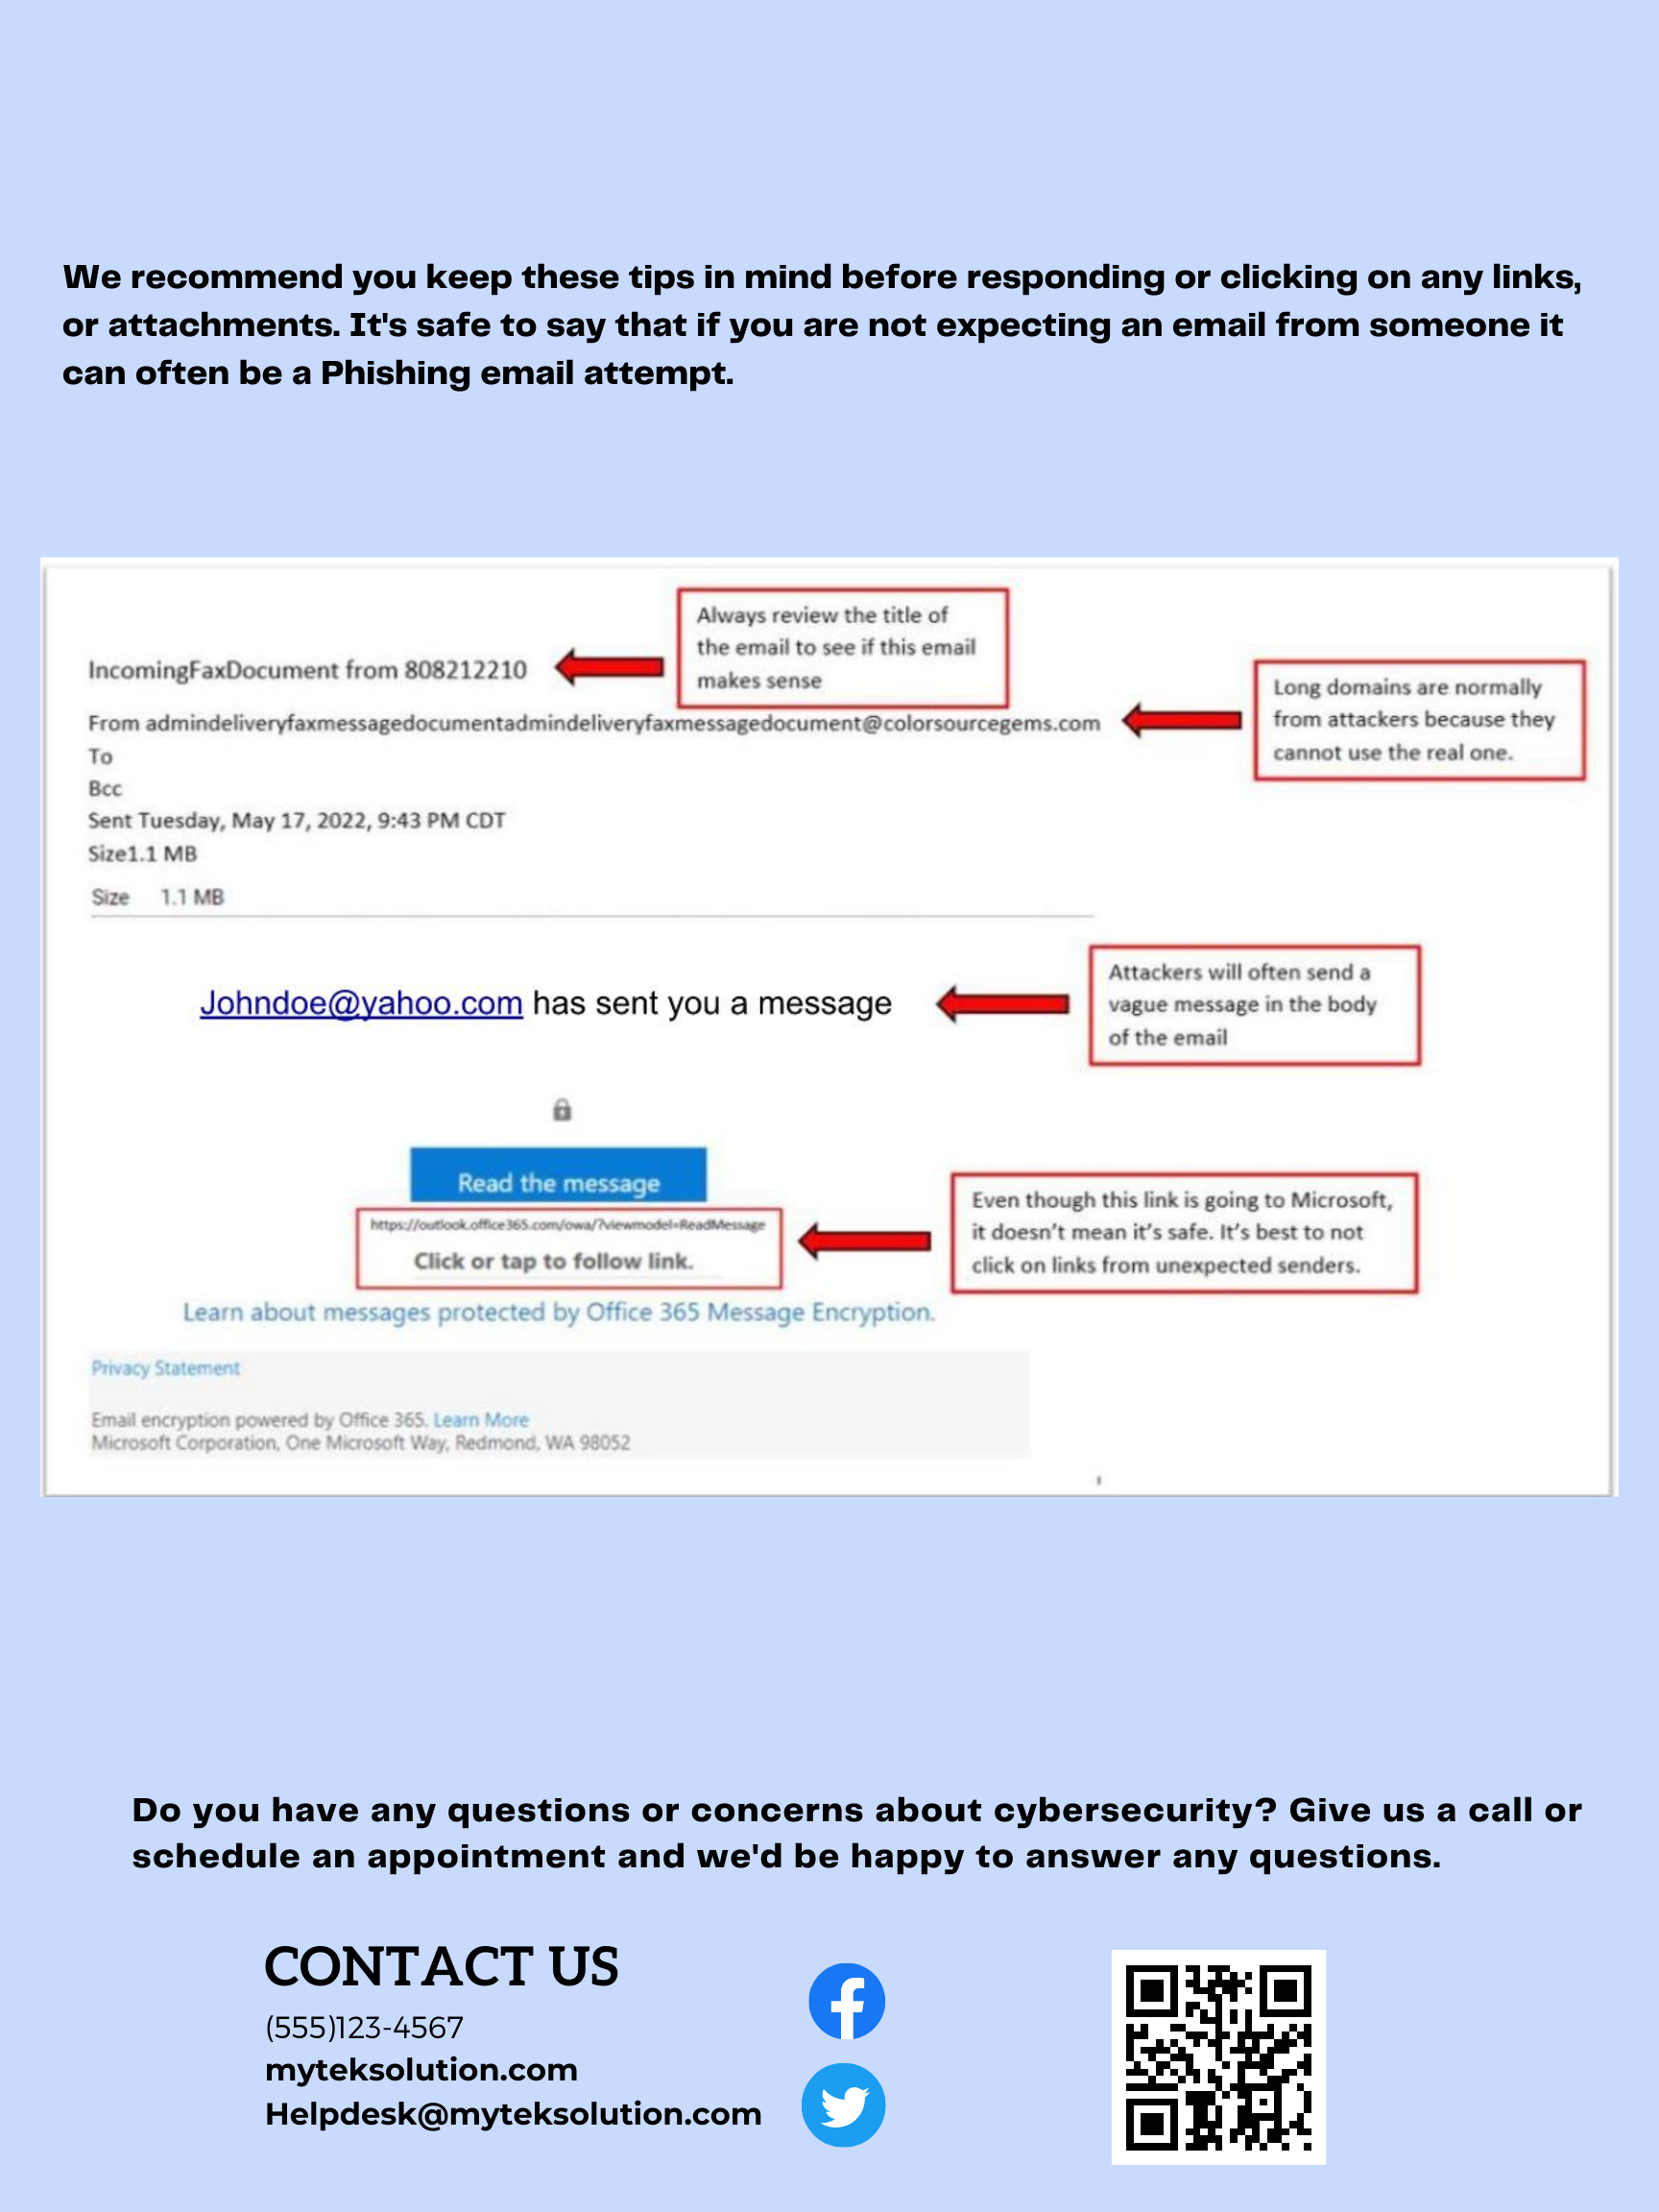 We recommend you keep these tips in mind before responding or clicking on any links,
or attachments. It's safe to say that if you are not expecting an email from someone it
can often be a Phishing email attempt.
Always review the title of
the email to see if this email
makes sense
IncomingFaxDocument from 808212210
Long domains are normally
from attackers because they
cannot use the real one.
From admindeliveryfaxmessagedocumentadmindeliveryfaxmessagedocument@colorsourcegems.com
To
Bcc
Sent Tuesday, May 17, 2022, 9:43 PM CDT
Size1.1 MB
Size 1.1 MB
Johndoe@yahoo.com has sent you a message
Attackers will often send a
vague message in the body
of the email
Read the message
https://outlook.office365.com/owa/?viewmodel=ReadMessage
Click or tap to follow link.
Even though this link is going to Microsoft,
it doesn't mean it's safe. It's best to not
click on links from unexpected senders.
Learn about messages protected by Office 365 Message Encryption.
Privacy Statement
Email encryption powered by Office 365. Learn More
Microsoft Corporation, One Microsoft Way, Redmond, WA 98052
Do you have any questions or concerns about cybersecurity? Give us a call or
schedule an appointment and we'd be happy to answer any questions.
CONTACT US
(555)123-4567
myteksolution.com
Helpdesk@myteksolution.com